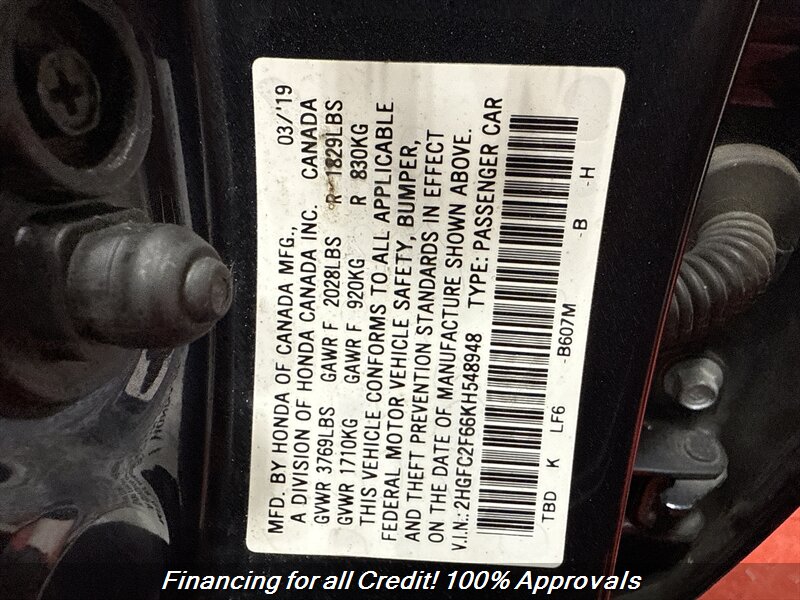 MFD. BY HONDA OF CANADA MFG., 03/'19
A DIVISION OF HONDA CANADA INC. CANADA
GVWR 3769LBS GAWR F 2028LBS R 1829LBS
GVWR 1710KG GAWR F 920KG R 830KG
THIS VEHICLE CONFORMS TO ALL APPLICABLE
FEDERAL MOTOR VEHICLE SAFETY, BUMPER,
AND THEFT PREVENTION STANDARDS IN EFFECT
ON THE DATE OF MANUFACTURE SHOWN ABOVE.
V.I.N.: 2HGFC2F66KH548948 TYPE: PASSENGER CAR
TBD K LF6 -B607M -B -H
Financing for all Credit! 100% Approvals